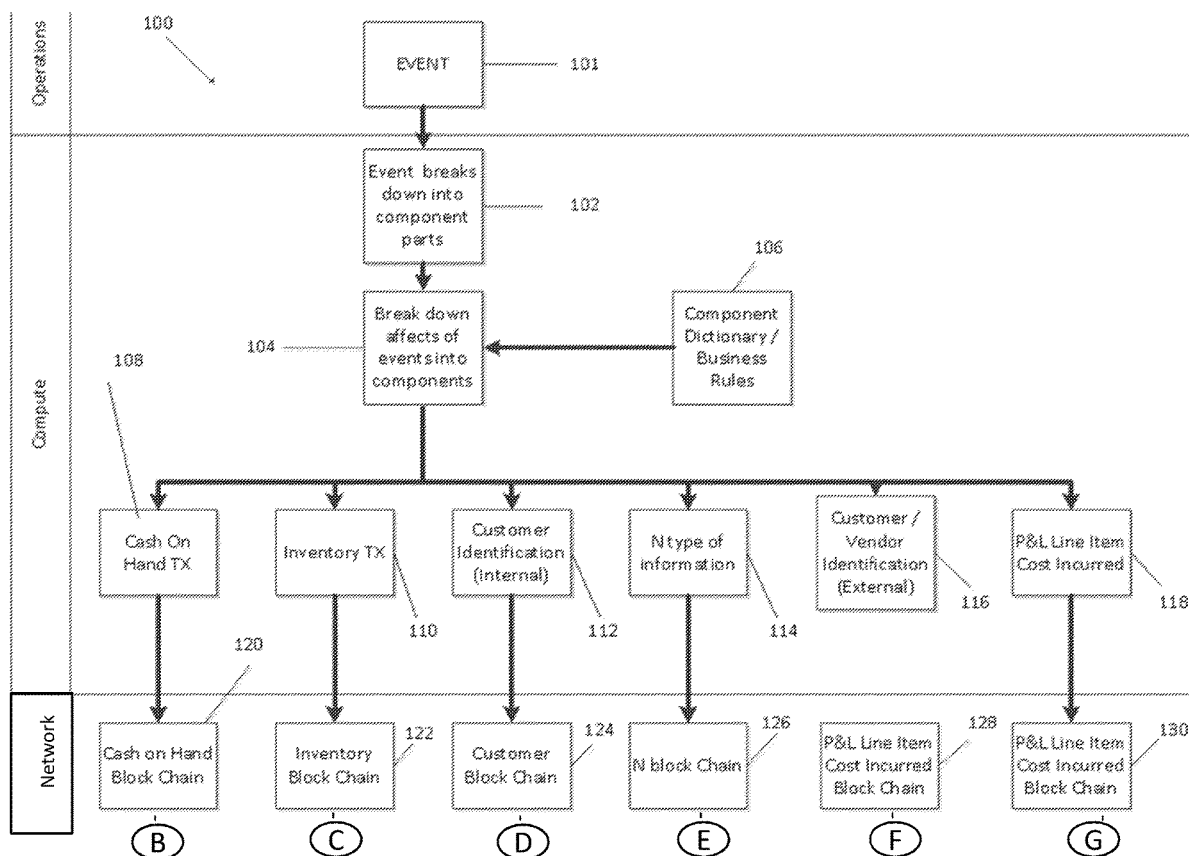 Operations
100
EVENT
101
Compute
Event breaks
down into
component
parts
102
106
Break down
affects of
events into
components
104
Component
Dictionary /
Business
Rules
108
Cash On
Hand TX
Inventory TX
110
Customer
Identification
(Internal)
112
N type of
information
114
Customer /
Vendor
Identification
(External)
116
P&L Line Item
Cost Incurred
118
Network
120
Cash on Hand
Block Chain
Inventory
Block Chain
122
Customer
Block Chain
124
N block Chain
126
P&L Line Item
Cost Incurred
Block Chain
128
P&L Line Item
Cost Incurred
Block Chain
130
B
C
D
E
F
G